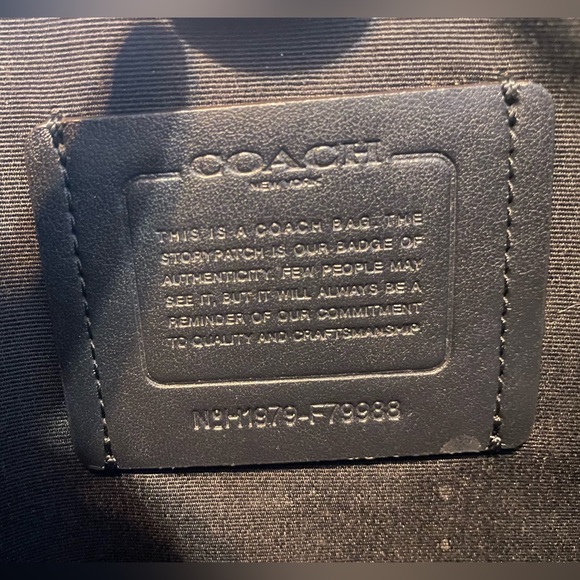 COACH
NEW YORK
THIS IS A COACH BAG. THE
STORYPATCH IS OUR BADGE OF
AUTHENTICITY. FEW PEOPLE MAY
SEE IT, BUT IT WILL ALWAYS BE A
REMINDER OF OUR COMMITMENT
TO QUALITY AND CRAFTSMANSHIP.
Nº H1979-F79988